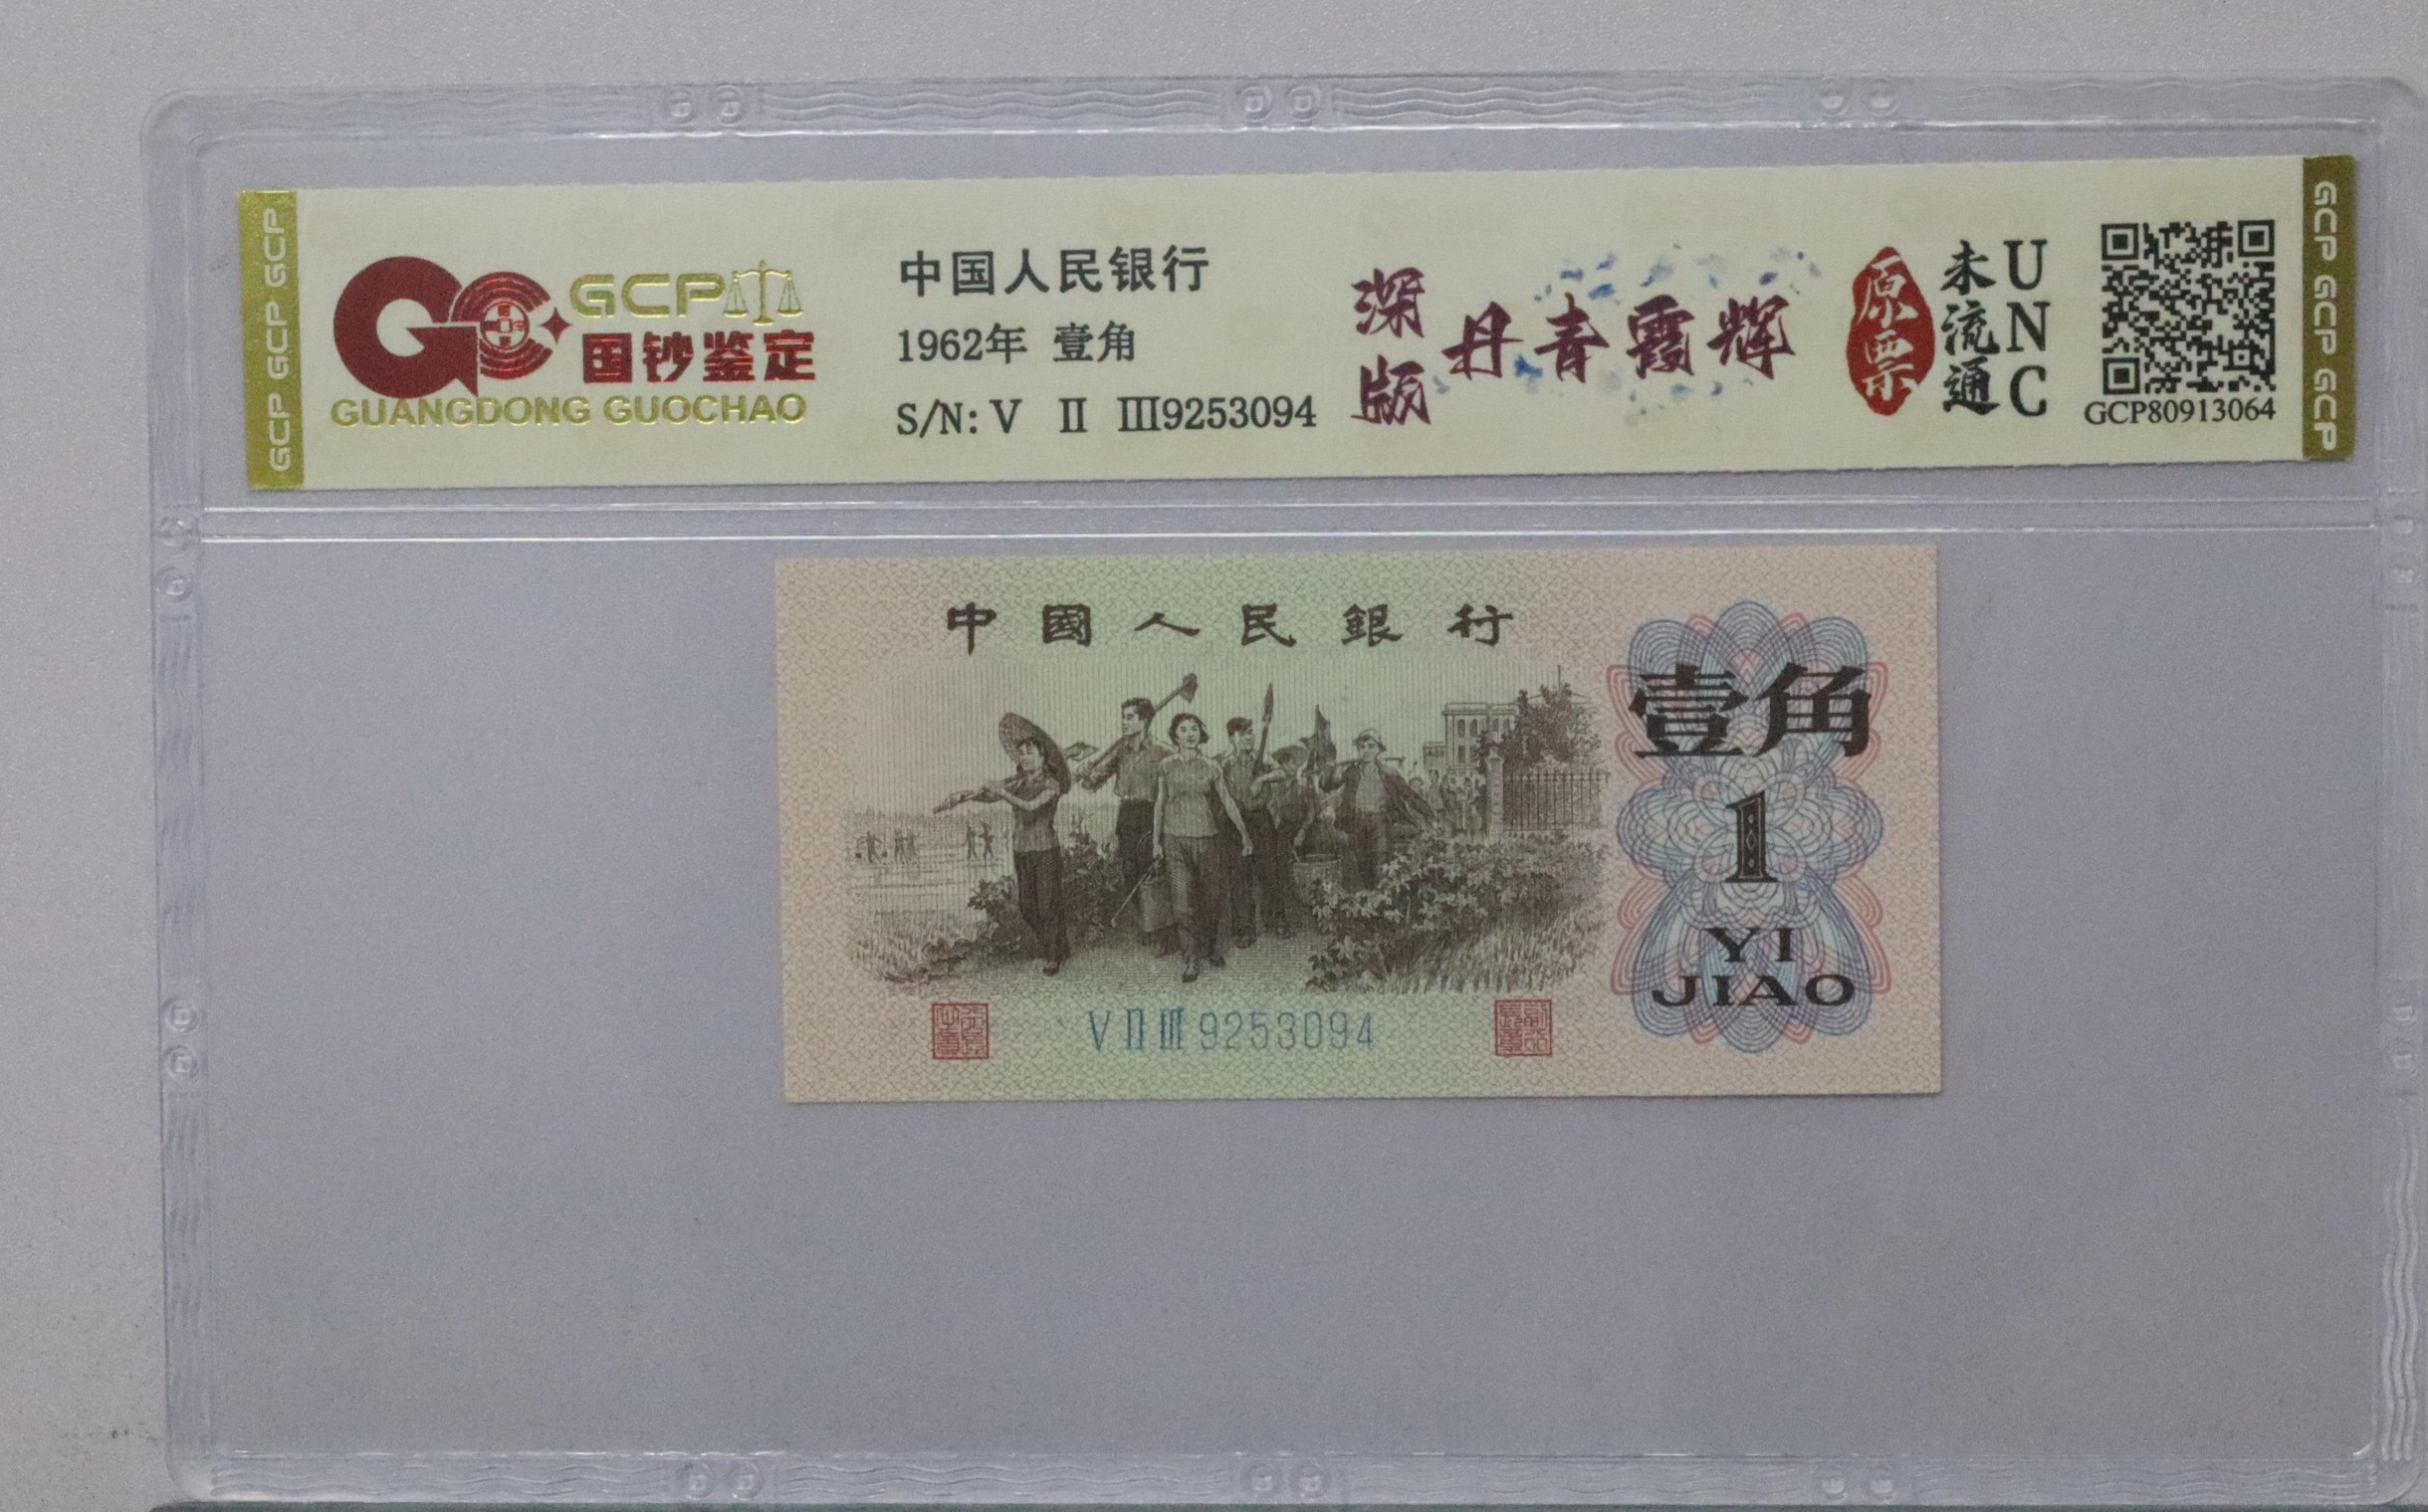 GCP GCP GCP
GCP
国钞鉴定
GUANGDONG GUOCHAO
中国人民银行
1962年 壹角
S/N: V Ⅱ Ⅲ9253094
深版
丹青霞辉
原票
未流通
UNC
GCP80913064
GCP GCP GCP
中國人民銀行
壹角
1
YI
JIAO
V Ⅱ Ⅲ 9253094